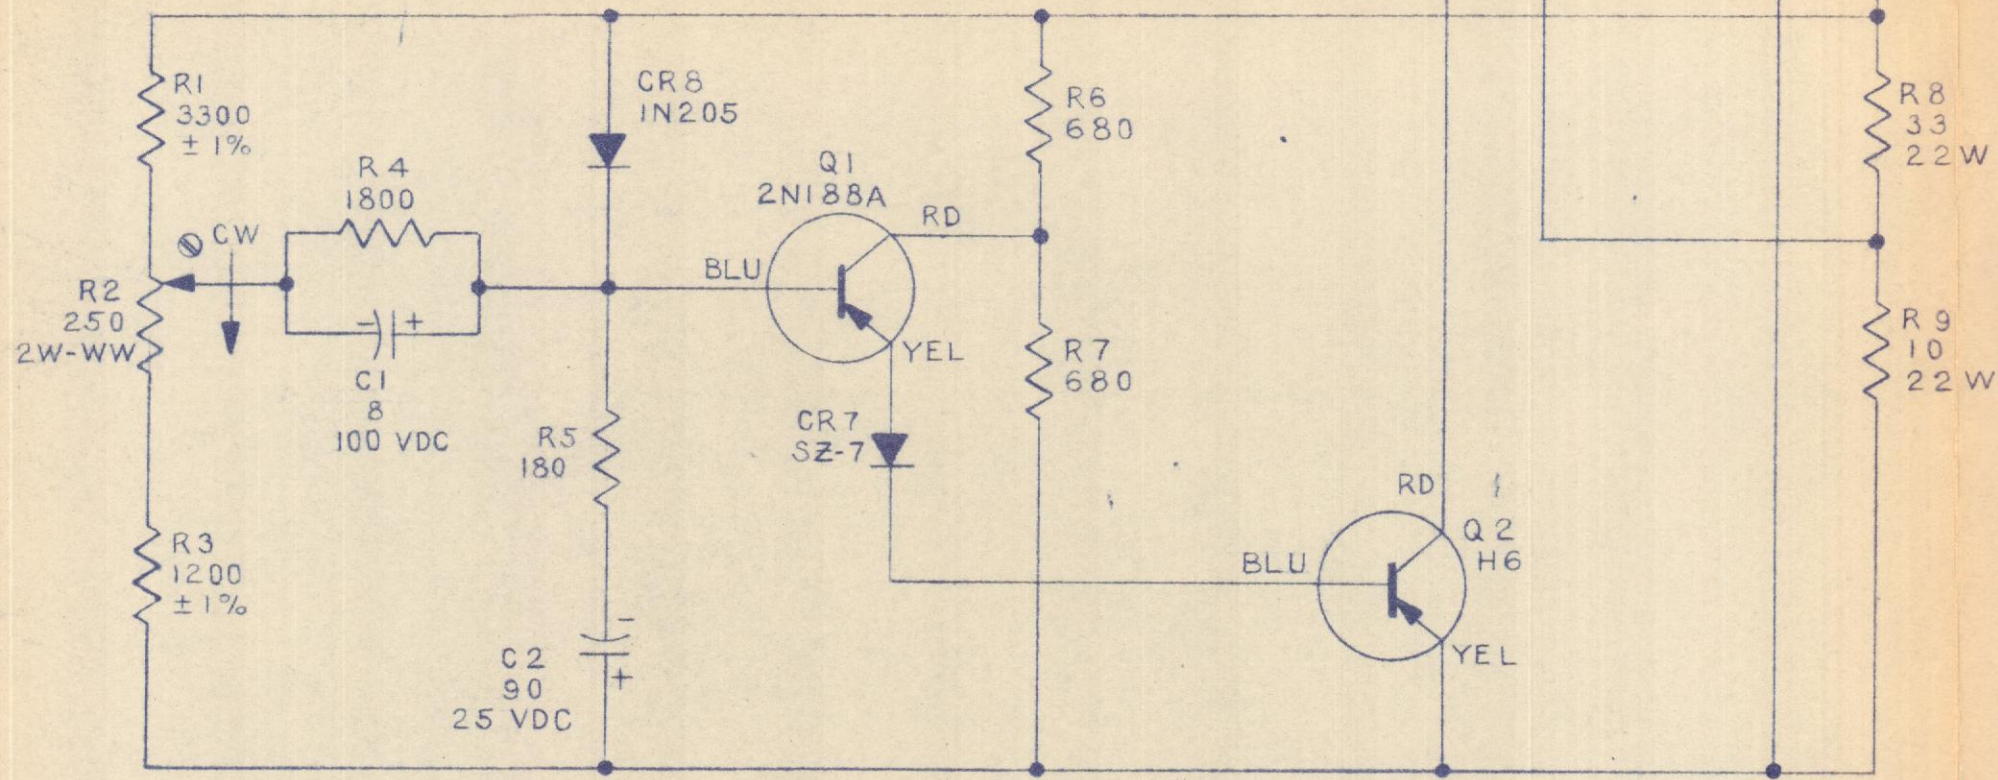 R1
3300
± 1%
CR8
1N205
R6
680
R8
33
22W
R4
1800
Q1
2N188A
RD
CW
BLU
R2
250
2W-WW
- +
C1
8
100 VDC
YEL
R7
680
R9
10
22W
CR7
SZ-7
R5
180
RD
Q2
H6
BLU
R3
1200
± 1%
-
C2
90
25 VDC
+
YEL